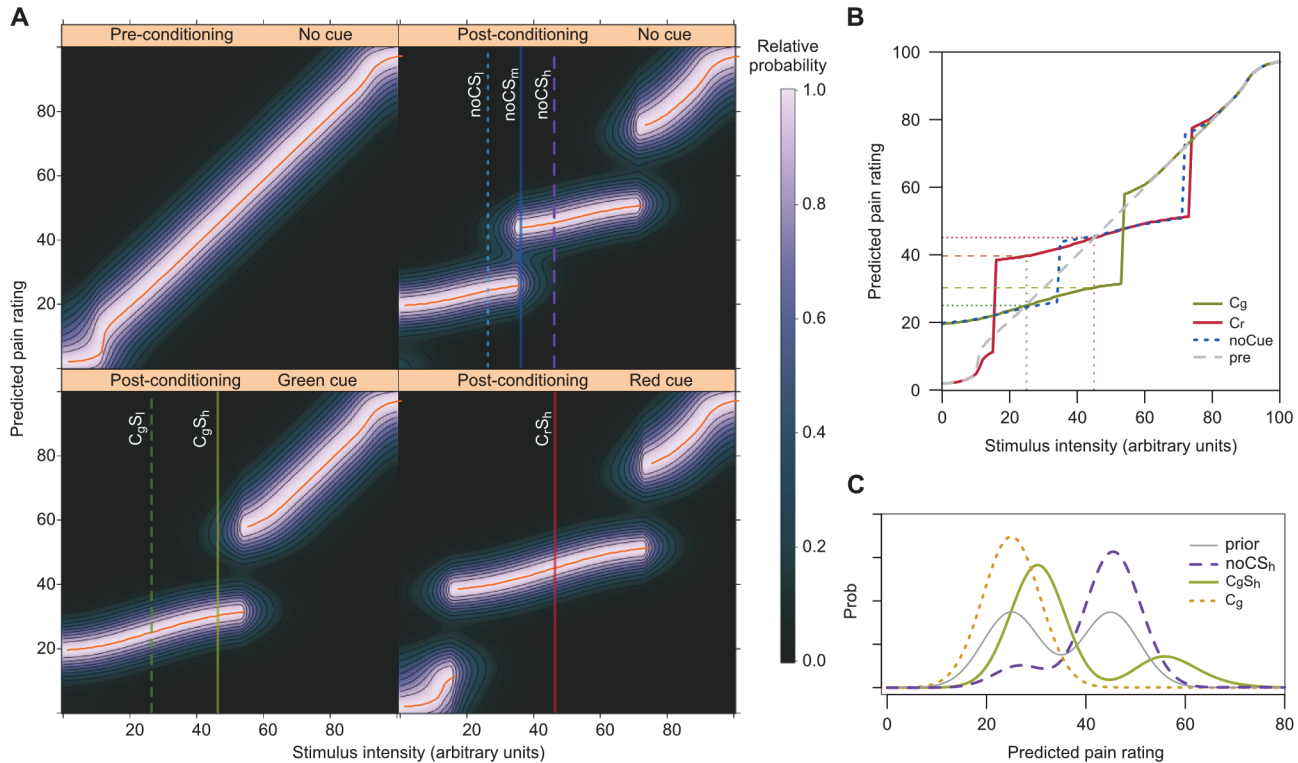 A
Pre-conditioning No cue
Post-conditioning No cue
Relative
probability
noCSl
noCSm
noCSh
1.0
0.8
0.6
0.4
0.2
0.0
80
60
40
20
Predicted pain rating
Post-conditioning Green cue
Post-conditioning Red cue
CgSl
CgSh
CrSh
80
60
40
20
20 40 60 80
20 40 60 80
Stimulus intensity (arbitrary units)
B
100
80
60
40
20
0
Predicted pain rating
Cg
Cr
noCue
pre
0 20 40 60 80 100
Stimulus intensity (arbitrary units)
C
Prob
prior
noCSh
CgSh
Cg
0 20 40 60 80
Predicted pain rating